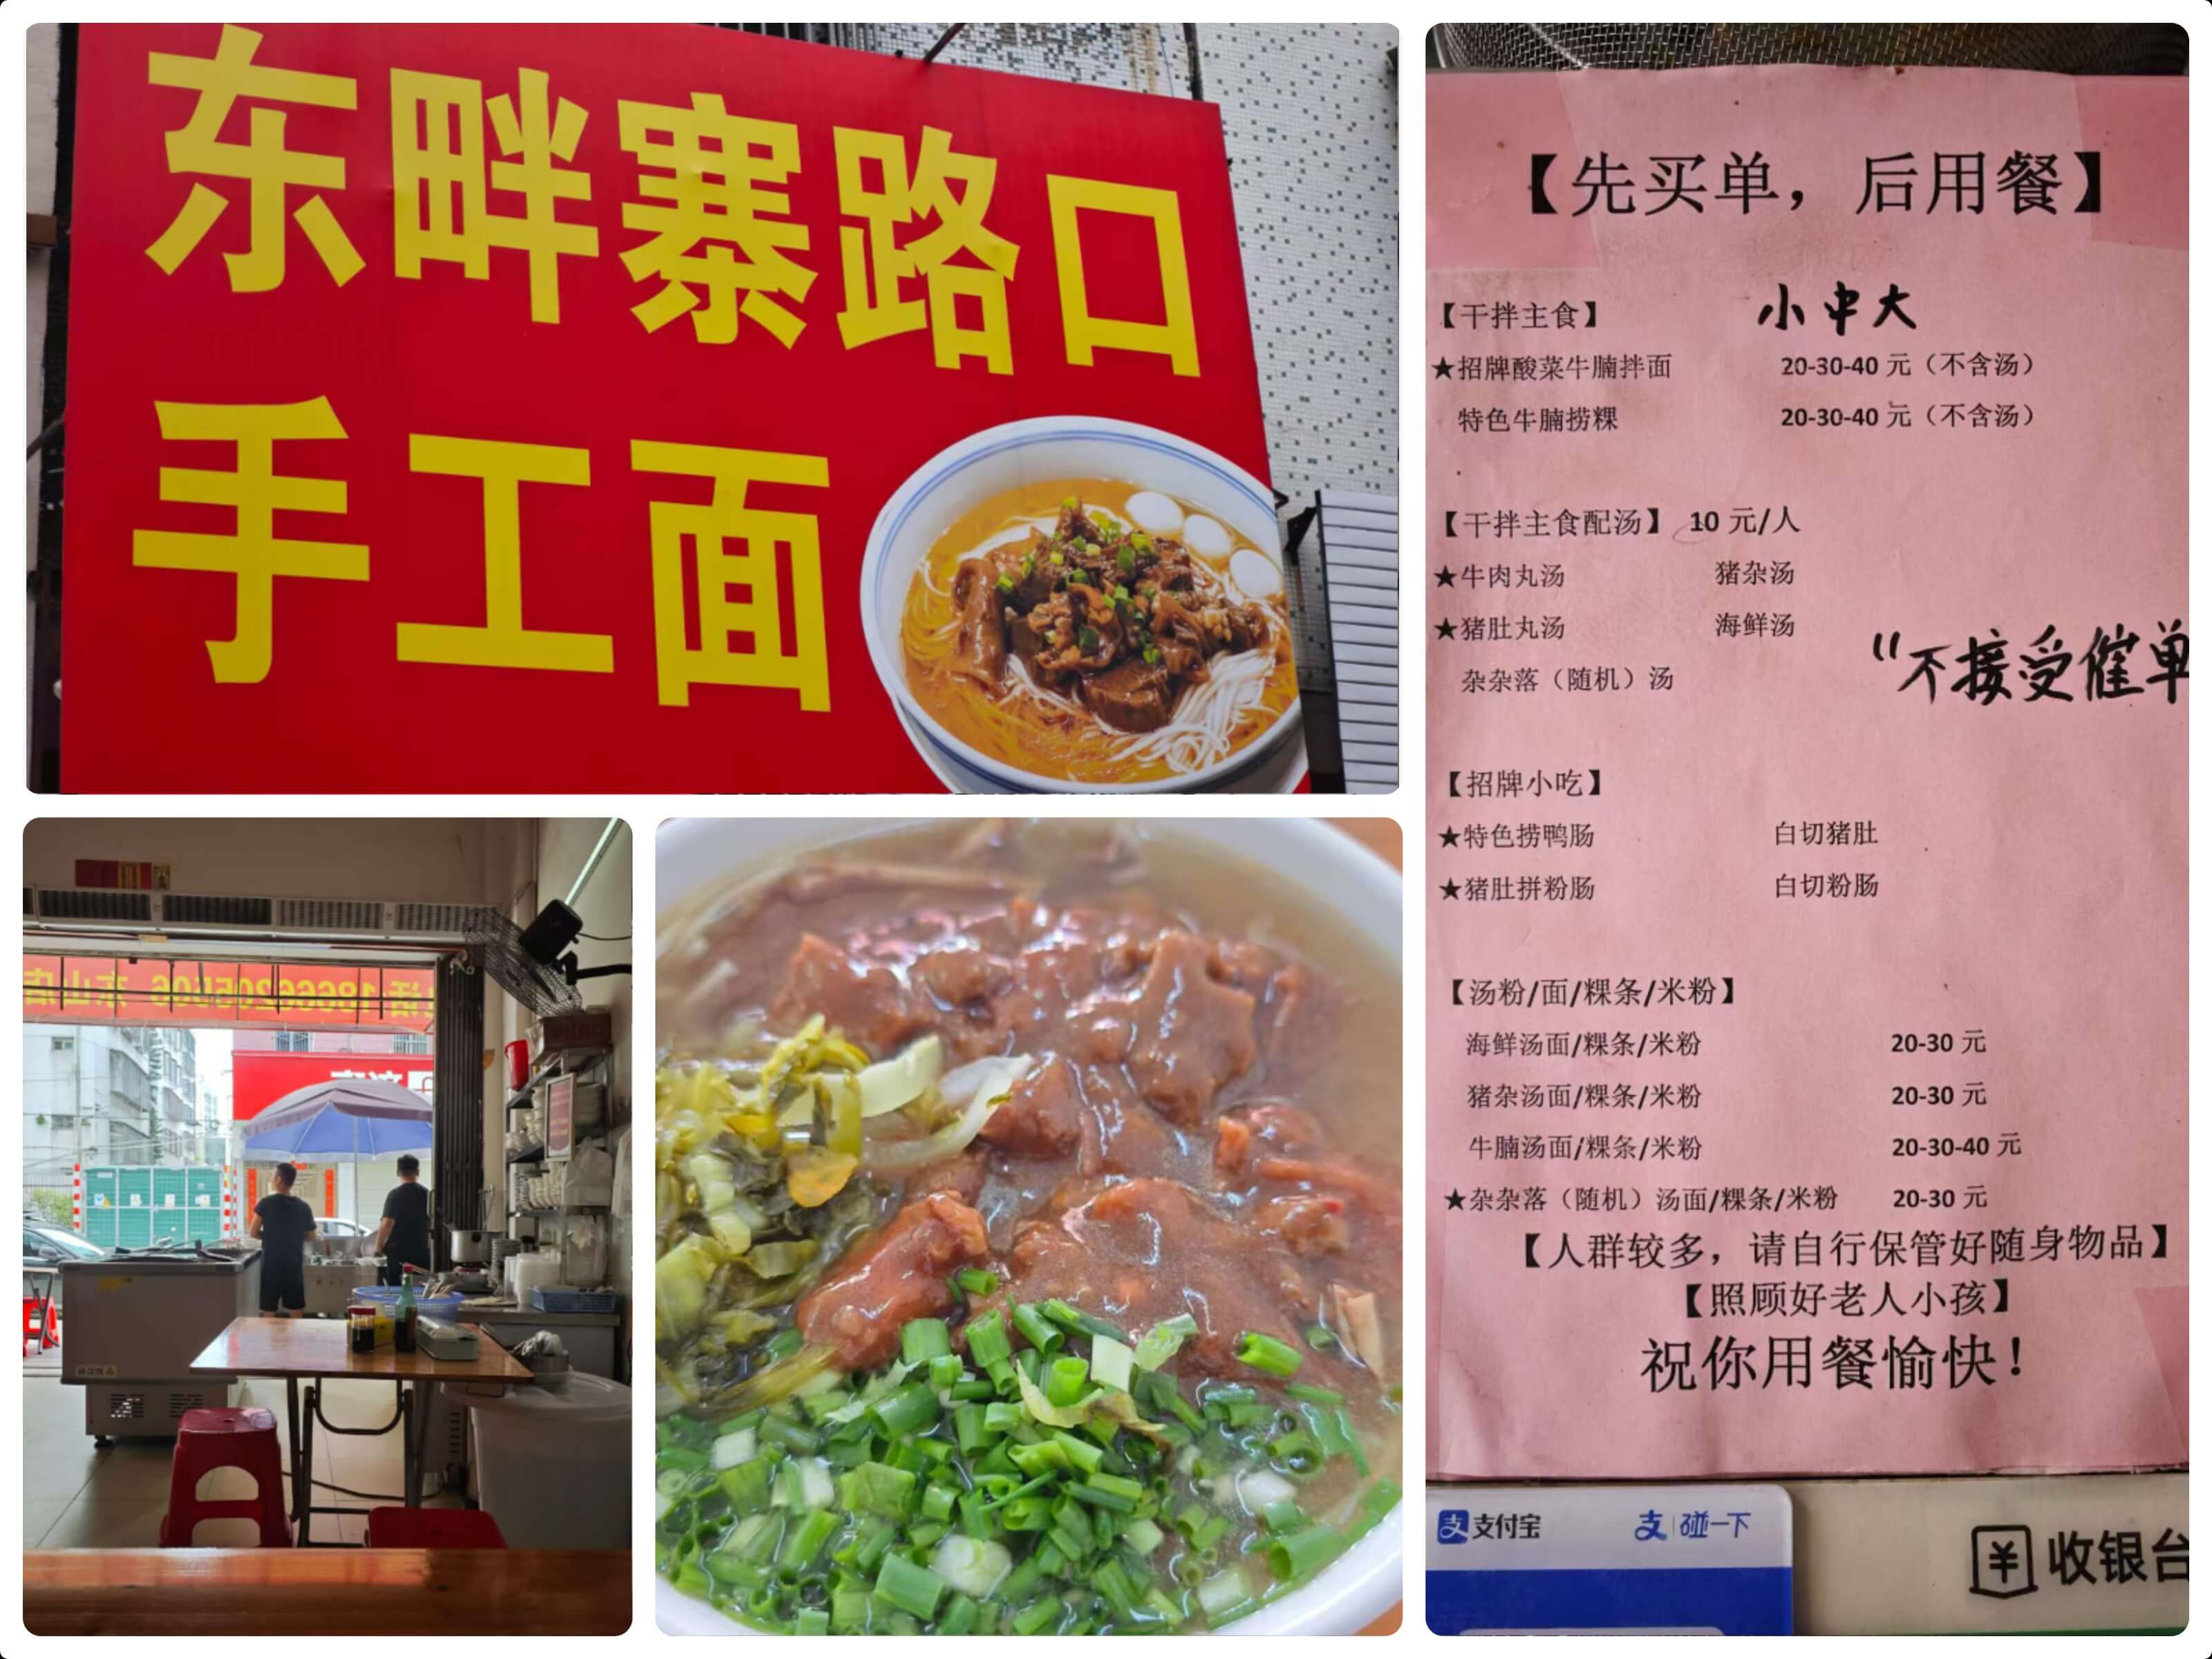 东畔寨路口
手工面
【先买单，后用餐】
【干拌主食】 小中大
★招牌酸菜牛腩拌面 20-30-40 元（不含汤）
特色牛腩捞粿 20-30-40 元（不含汤）
【干拌主食配汤】 10 元/人
★牛肉丸汤 猪杂汤
★猪肚丸汤 海鲜汤
杂杂落（随机）汤
“不接受催单
【招牌小吃】
★特色捞鸭肠 白切猪肚
★猪肚拼粉肠 白切粉肠
【汤粉/面/粿条/米粉】
海鲜汤面/粿条/米粉 20-30 元
猪杂汤面/粿条/米粉 20-30 元
牛腩汤面/粿条/米粉 20-30-40 元
★杂杂落（随机）汤面/粿条/米粉 20-30 元
【人群较多，请自行保管好随身物品】
【照顾好老人小孩】
祝你用餐愉快！
支付宝 支 碰一下
收银台